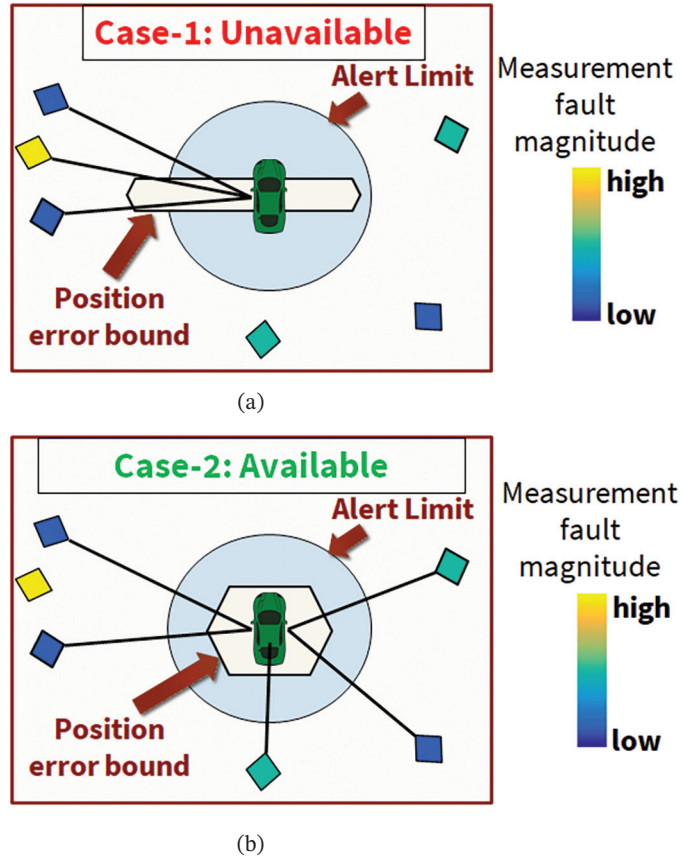 Case-1: Unavailable
Alert Limit
Measurement
fault
magnitude
high
low
Position
error bound
(a)
Case-2: Available
Alert Limit
Measurement
fault
magnitude
high
low
Position
error bound
(b)